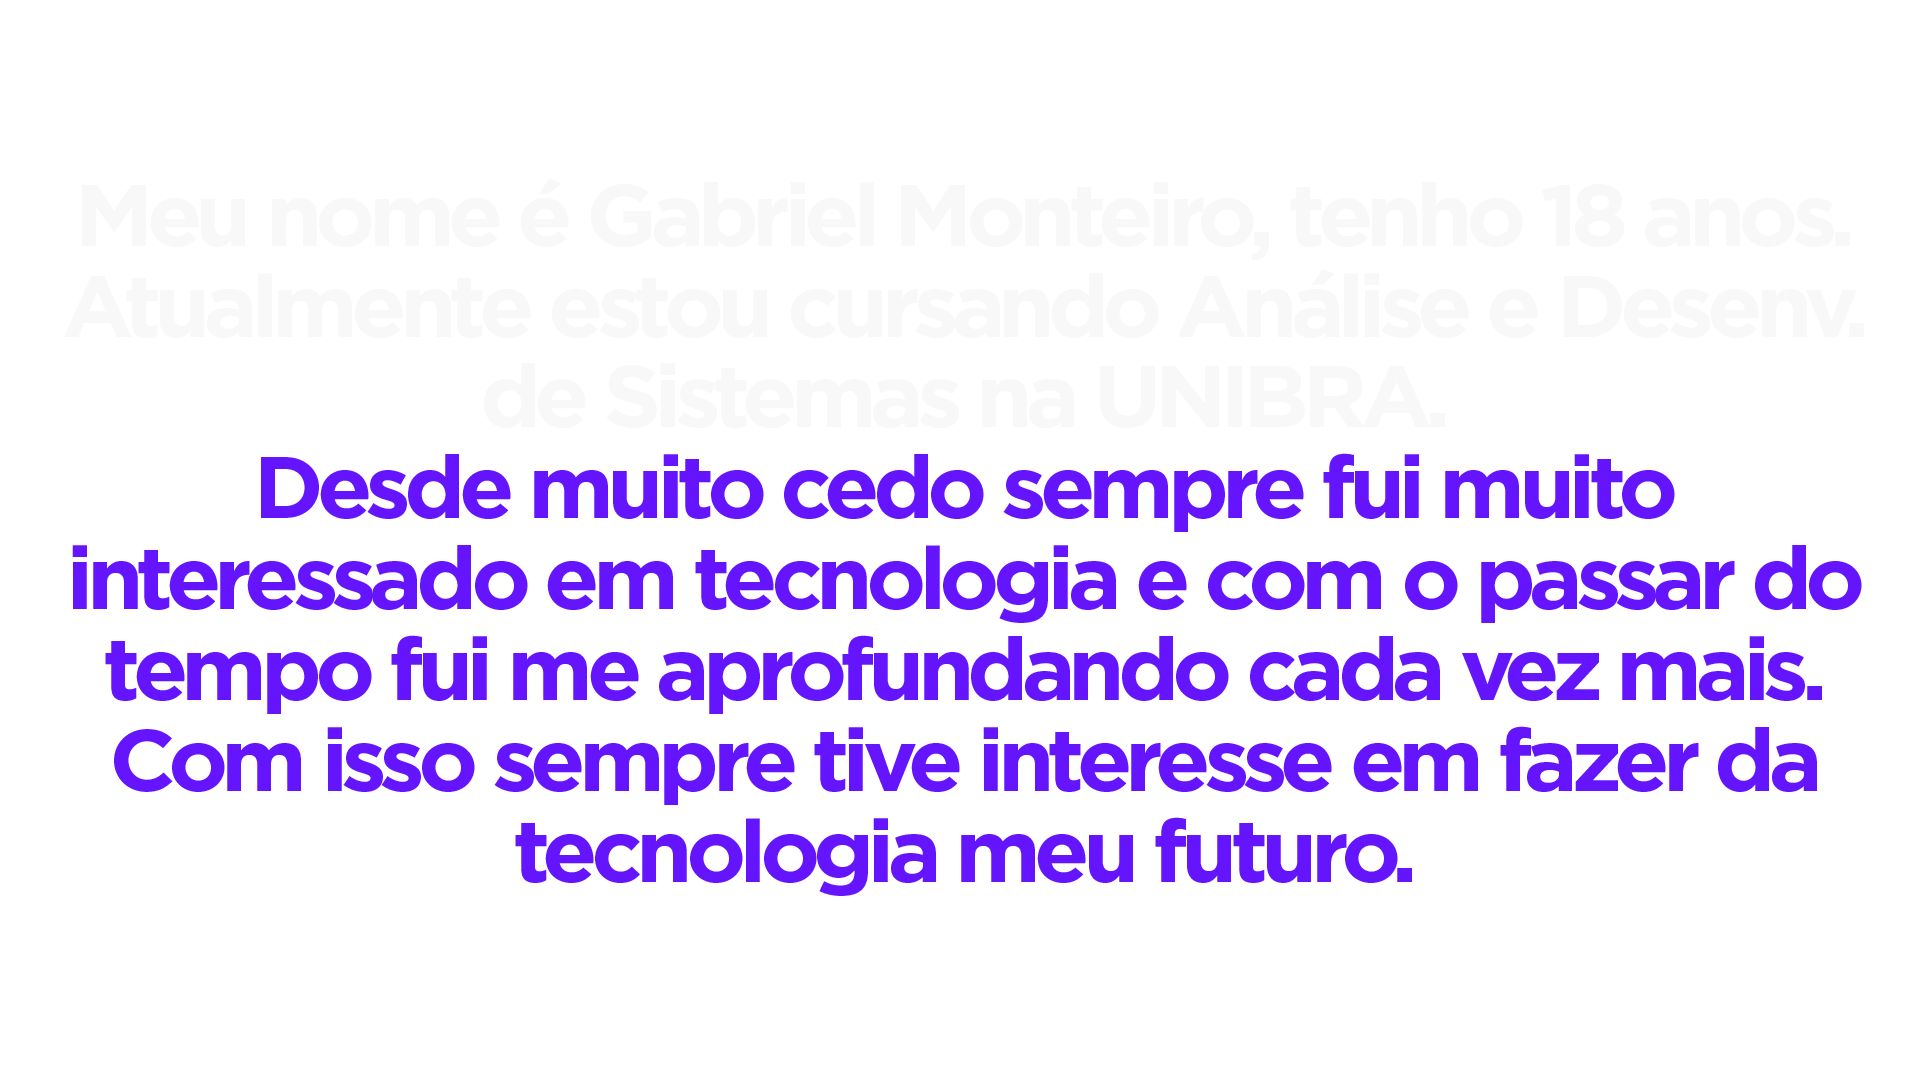 Meu nome é Gabriel Monteiro, tenho 18 anos.
Atualmente estou cursando Análise e Desenv.
de Sistemas na UNIBRA.
Desde muito cedo sempre fui muito
interessado em tecnologia e com o passar do
tempo fui me aprofundando cada vez mais.
Com isso sempre tive interesse em fazer da
tecnologia meu futuro.